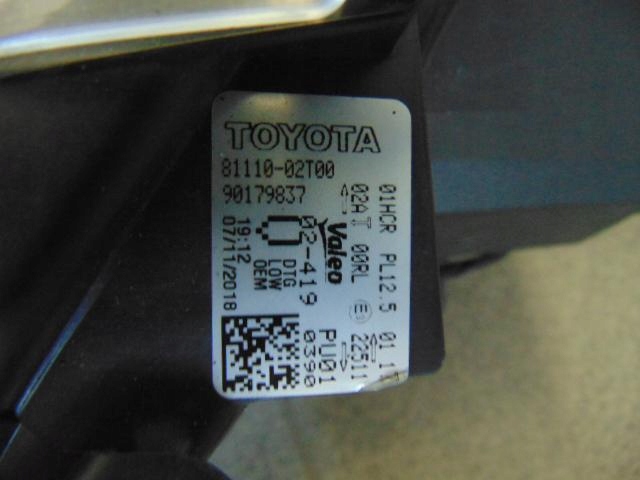 TOYOTA
81110-02T00
90179837
01HCR PL12.5 01 1
02A 00RL E 22511
Valeo
02-419 PU01
0390
DTG
LOW
OEM
19:12
07/11/2018